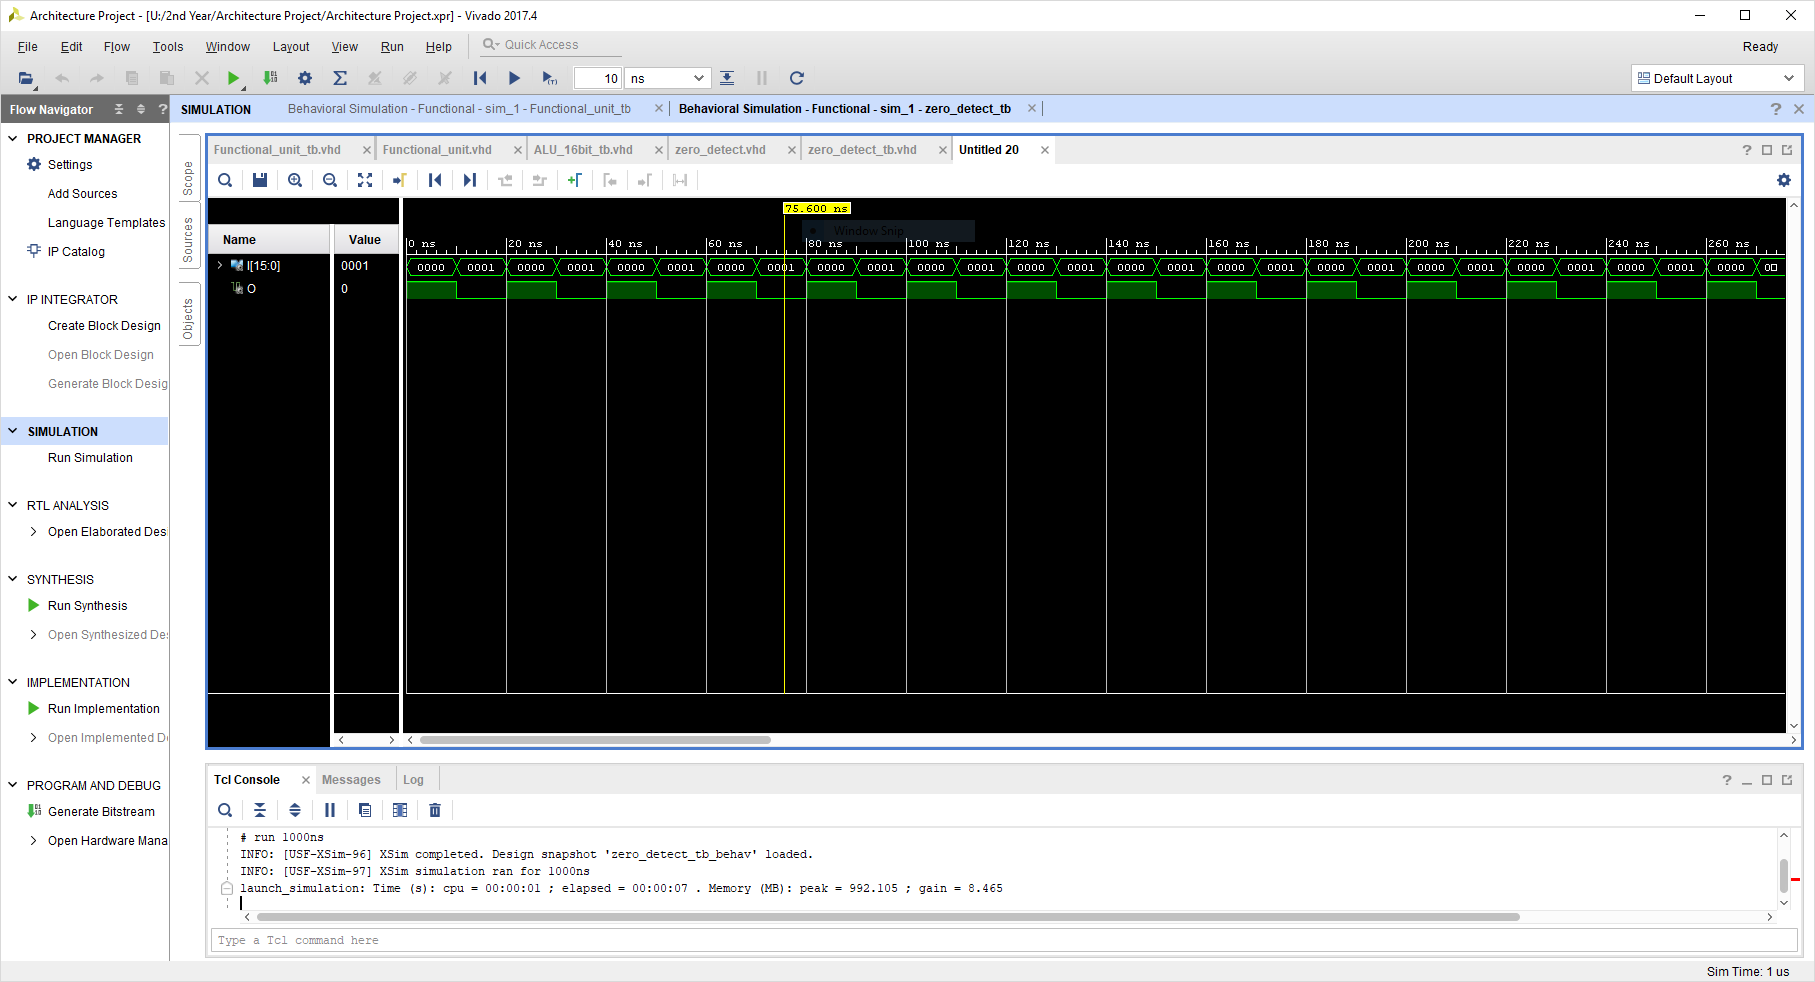 Architecture Project - [U:/2nd Year/Architecture Project/Architecture Project.xpr] - Vivado 2017.4
File Edit Flow Tools Window Layout View Run Help Quick Access Ready
10 ns Default Layout
Flow Navigator ?
SIMULATION Behavioral Simulation - Functional - sim_1 - Functional_unit_tb Behavioral Simulation - Functional - sim_1 - zero_detect_tb ?
PROJECT MANAGER
Settings
Add Sources
Language Templates
IP Catalog
IP INTEGRATOR
Create Block Design
Open Block Design
Generate Block Desig
SIMULATION
Run Simulation
RTL ANALYSIS
Open Elaborated Des
SYNTHESIS
Run Synthesis
Open Synthesized Des
IMPLEMENTATION
Run Implementation
Open Implemented D
PROGRAM AND DEBUG
Generate Bitstream
Open Hardware Mana
Scope
Sources
Objects
Functional_unit_tb.vhd Functional_unit.vhd ALU_16bit_tb.vhd zero_detect.vhd zero_detect_tb.vhd Untitled 20 ?
75.600 ns
Window Snip
Name Value
0 ns 20 ns 40 ns 60 ns 80 ns 100 ns 120 ns 140 ns 160 ns 180 ns 200 ns 220 ns 240 ns 260 ns
I[15:0] 0001 0000 0001 0000 0001 0000 0001 0000 0001 0000 0001 0000 0001 0000 0001 0000 0001 0000 0001 0000 0001 0000 0001 0000 0001 0000 0001 0000
O 0
Tcl Console Messages Log ?
# run 1000ns
INFO: [USF-XSim-96] XSim completed. Design snapshot 'zero_detect_tb_behav' loaded.
INFO: [USF-XSim-97] XSim simulation ran for 1000ns
launch_simulation: Time (s): cpu = 00:00:01 ; elapsed = 00:00:07 . Memory (MB): peak = 992.105 ; gain = 8.465
Type a Tcl command here
Sim Time: 1 us